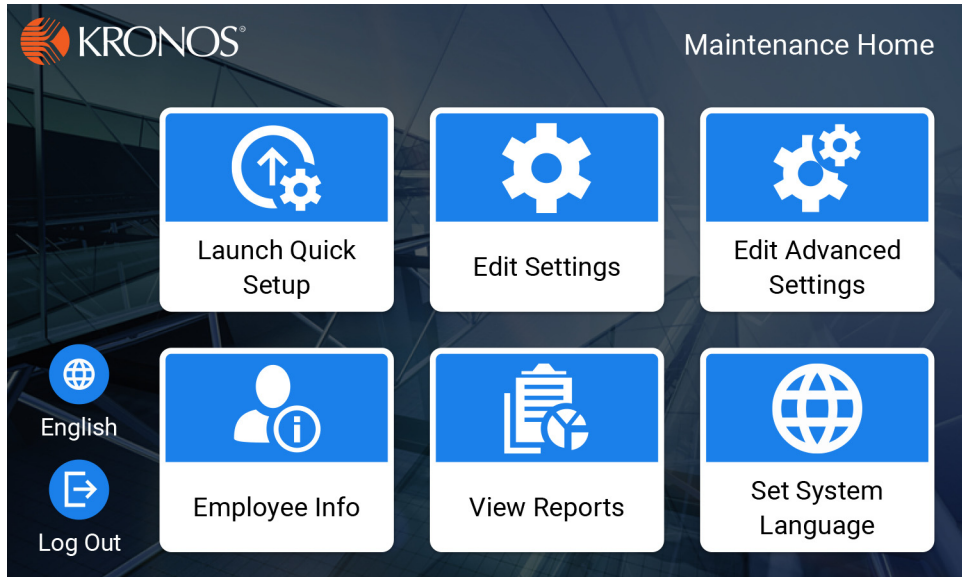 KRONOS®
Maintenance Home
Launch Quick
Setup
Edit Settings
Edit Advanced
Settings
English
Log Out
Employee Info
View Reports
Set System
Language